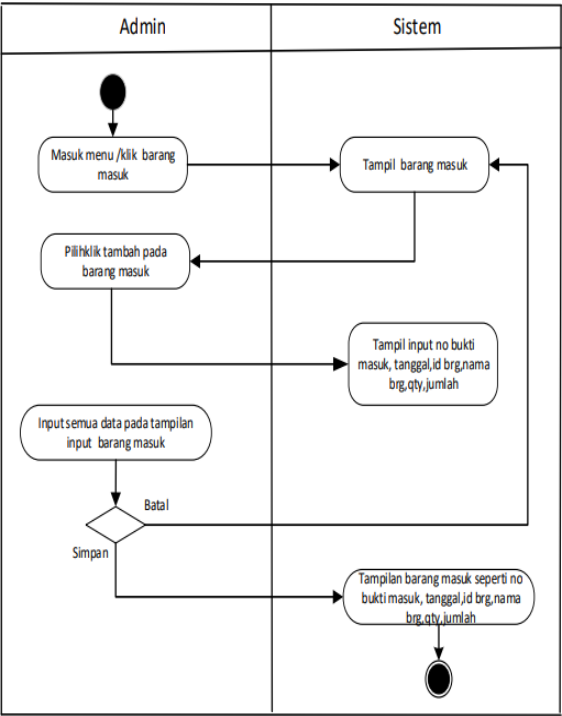 Admin
Sistem
Masuk menu /klik barang
masuk
Tampil barang masuk
Pilihklik tambah pada
barang masuk
Tampil input no bukti
masuk, tanggal,id brg,nama
brg,qty,jumlah
Input semua data pada tampilan
input barang masuk
Batal
Simpan
Tampilan barang masuk seperti no
bukti masuk, tanggal,id brg,nama
brg,qty,jumlah